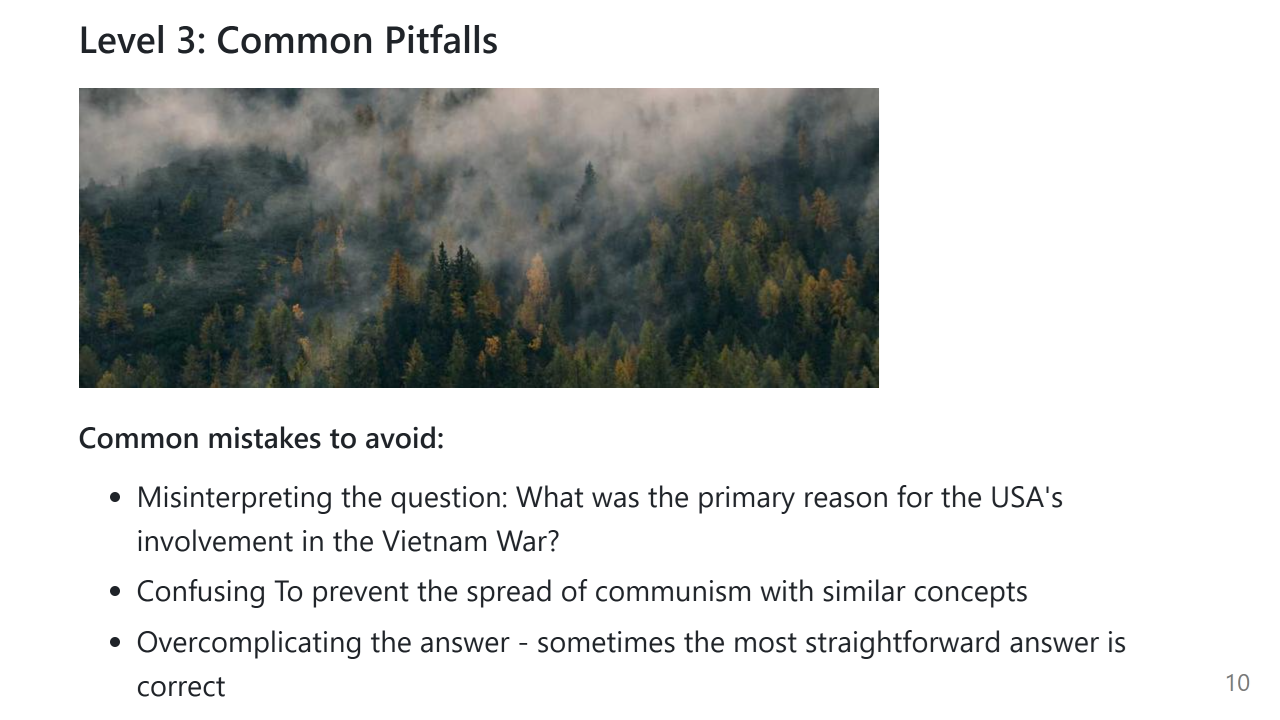 Level 3: Common Pitfalls
Common mistakes to avoid:
• Misinterpreting the question: What was the primary reason for the USA's
involvement in the Vietnam War?
• Confusing To prevent the spread of communism with similar concepts
• Overcomplicating the answer - sometimes the most straightforward answer is
correct
10